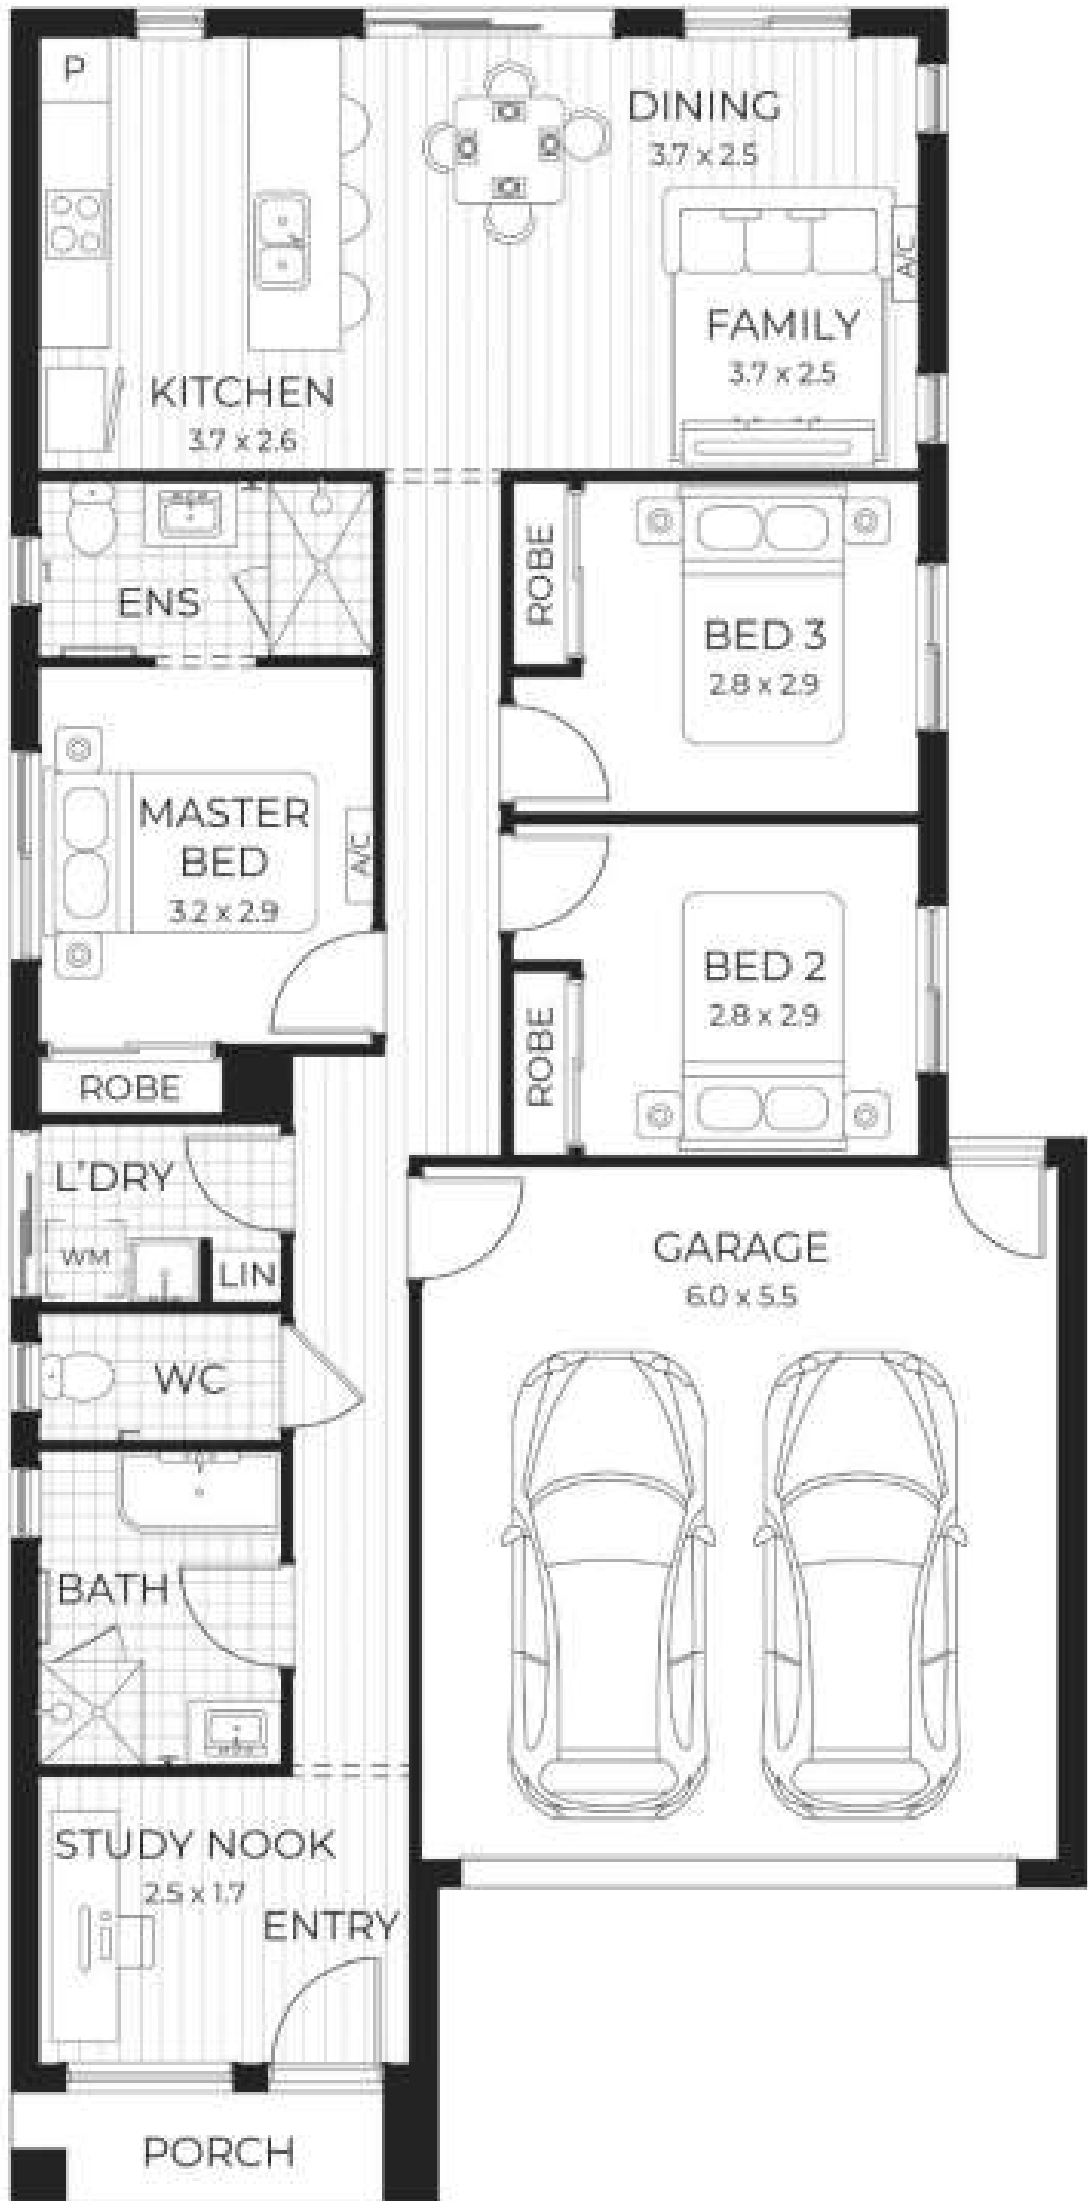 P
DINING
3.7 x 2.5
A/C
FAMILY
3.7 x 2.5
KITCHEN
3.7 x 2.6
ENS
ROBE
BED 3
2.8 x 2.9
MASTER
BED
3.2 x 2.9
A/C
BED 2
2.8 x 2.9
ROBE
ROBE
L'DRY
WM
LIN
GARAGE
6.0 x 5.5
WC
BATH
STUDY NOOK
2.5 x 1.7
ENTRY
PORCH